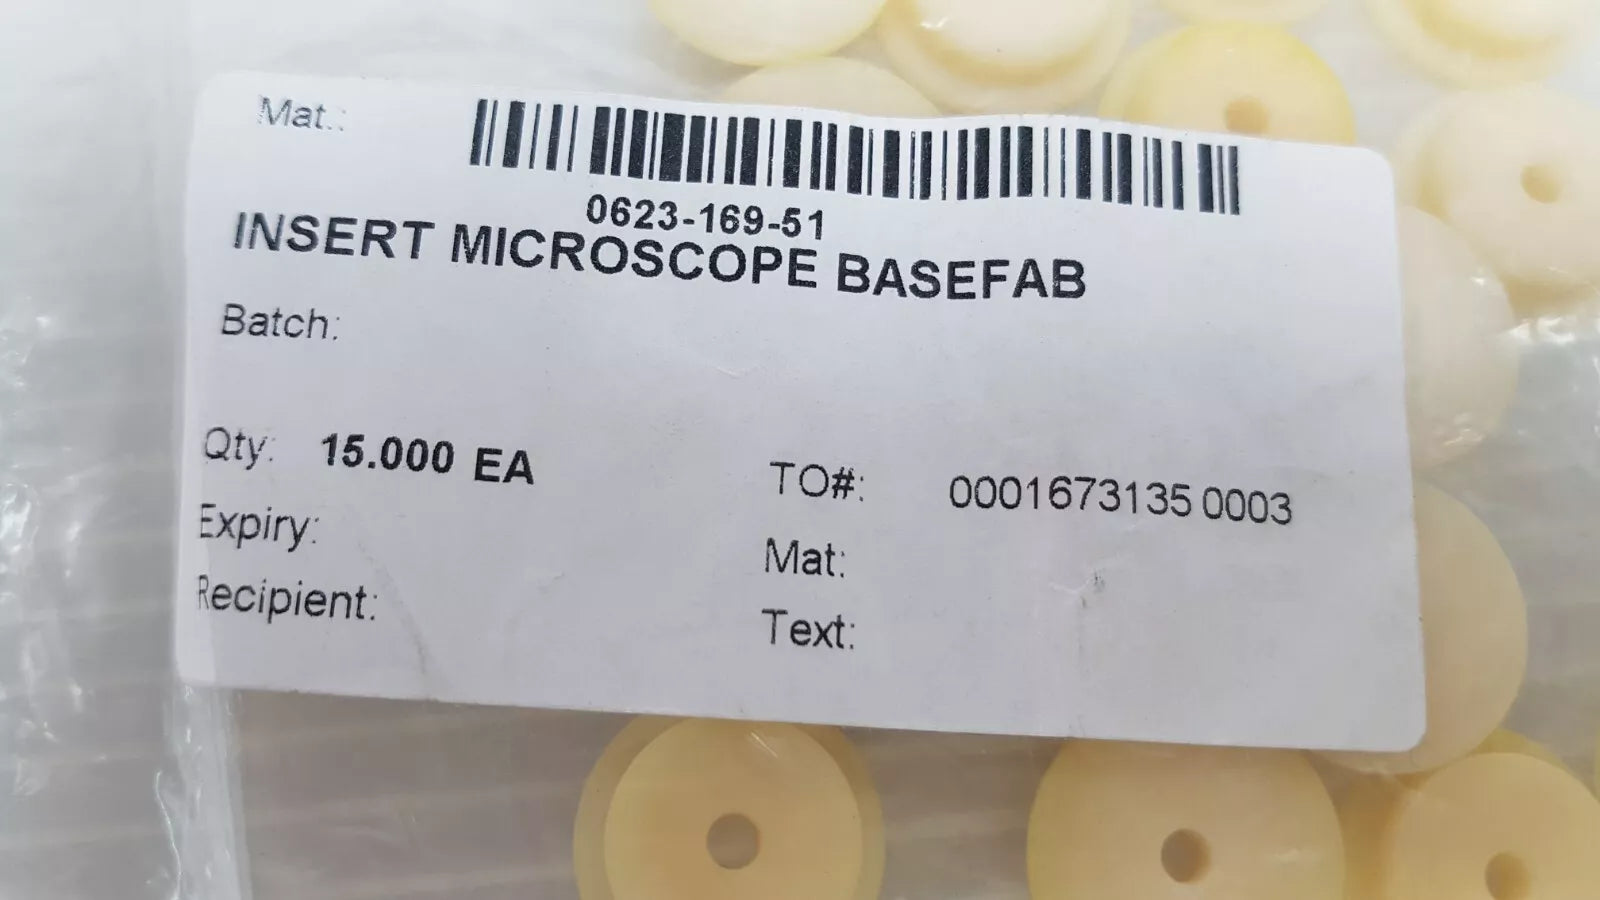 Mat.:
0623-169-51
INSERT MICROSCOPE BASEFAB
Batch:
Qty: 15.000 EA
TO#: 0001673135 0003
Expiry:
Mat:
Recipient:
Text: